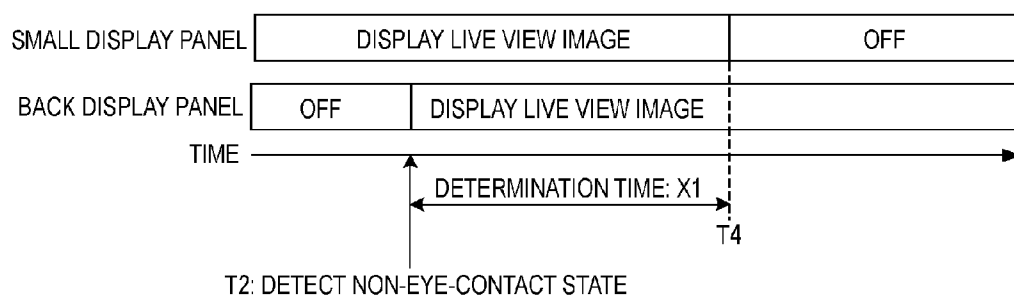 SMALL DISPLAY PANEL DISPLAY LIVE VIEW IMAGE OFF
BACK DISPLAY PANEL OFF DISPLAY LIVE VIEW IMAGE
TIME
DETERMINATION TIME: X1
T4
T2: DETECT NON-EYE-CONTACT STATE